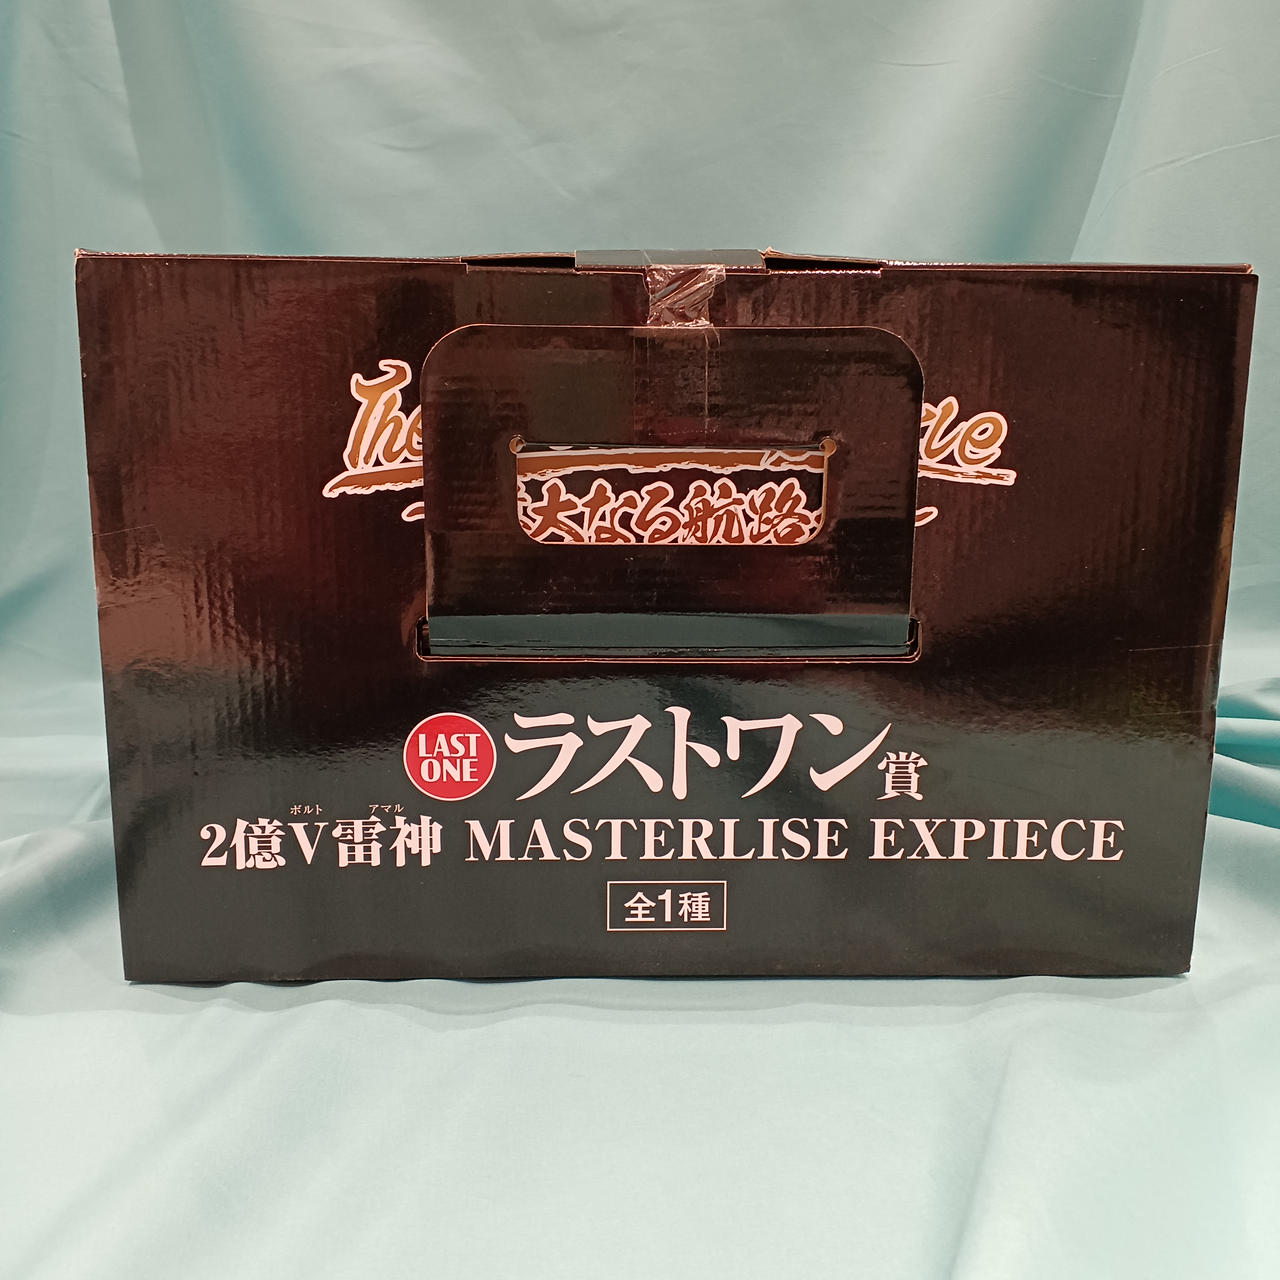 The
大なる航路
LAST
ONE
ラストワン賞
ボルト アマル
2億V雷神 MASTERLISE EXPIECE
全1種